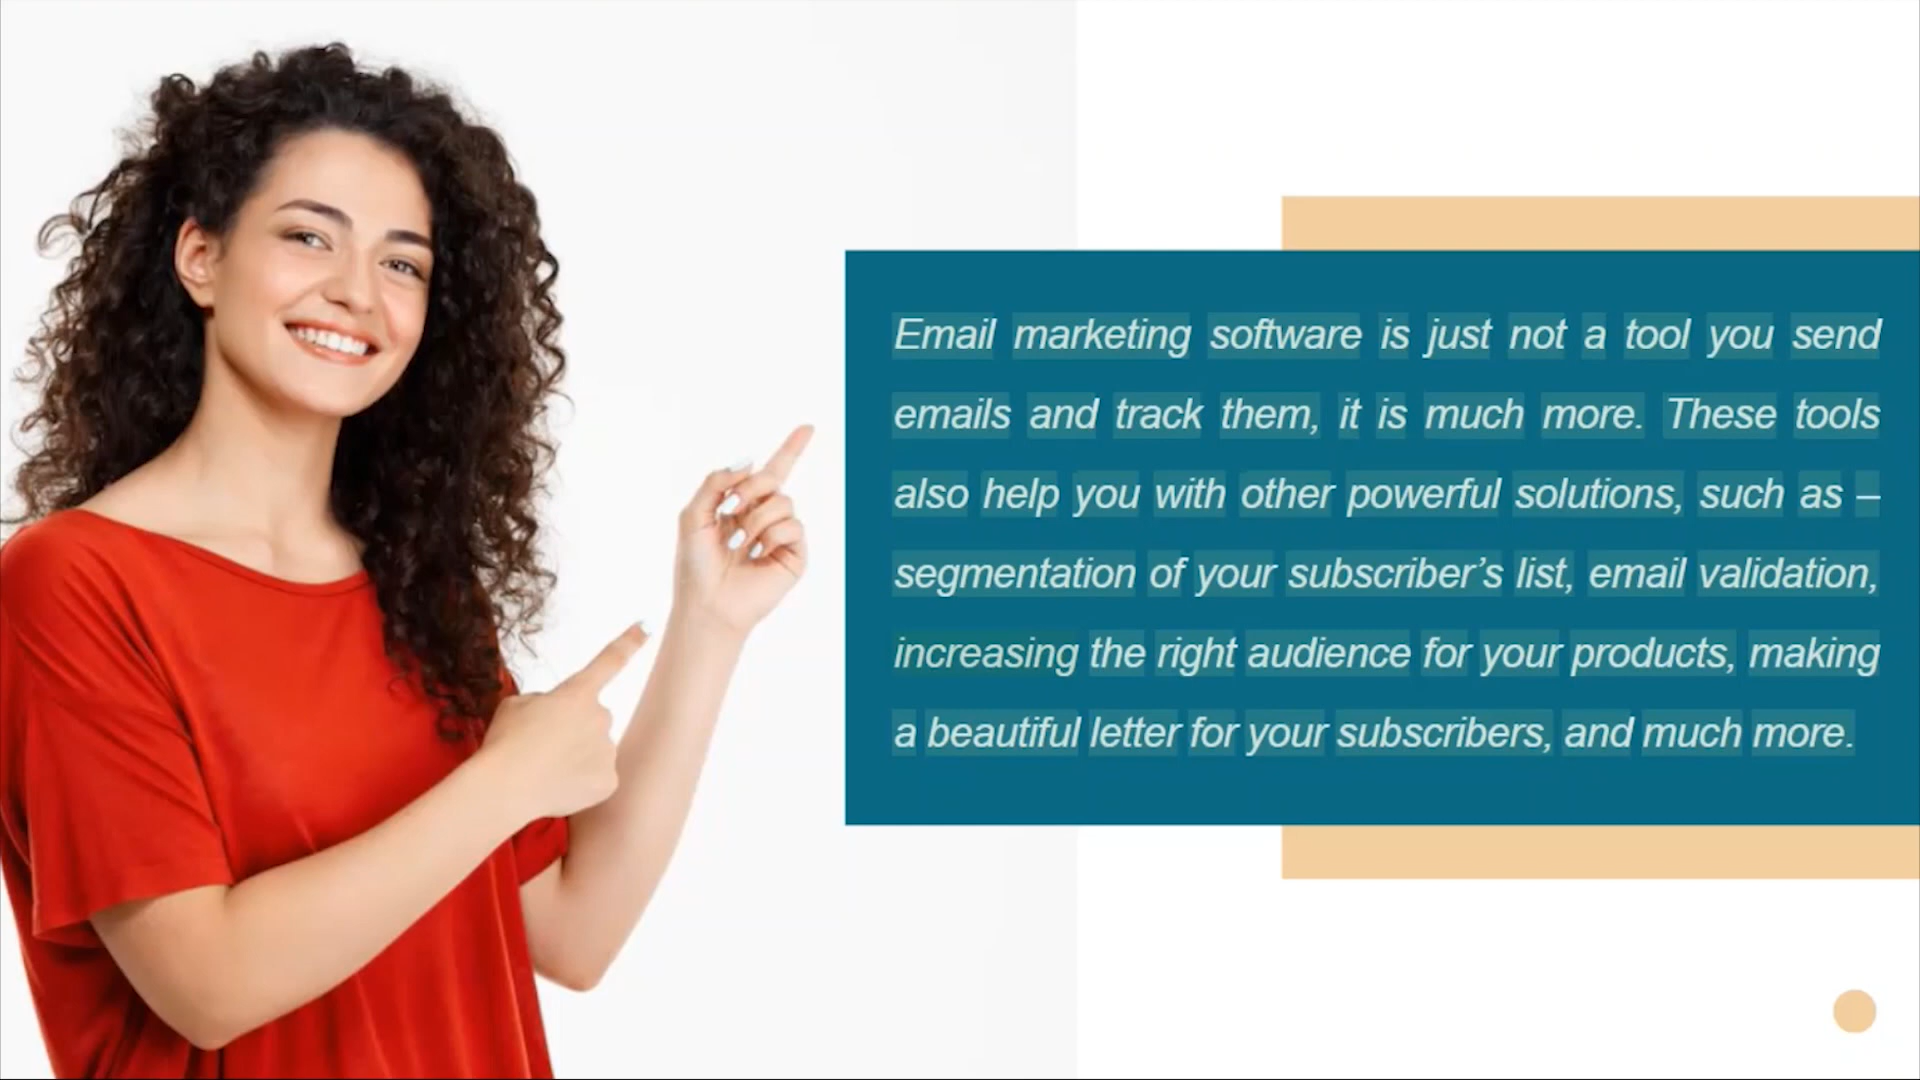 Email marketing software is just not a tool you send
emails and track them, it is much more. These tools
also help you with other powerful solutions, such as –
segmentation of your subscriber’s list, email validation,
increasing the right audience for your products, making
a beautiful letter for your subscribers, and much more.